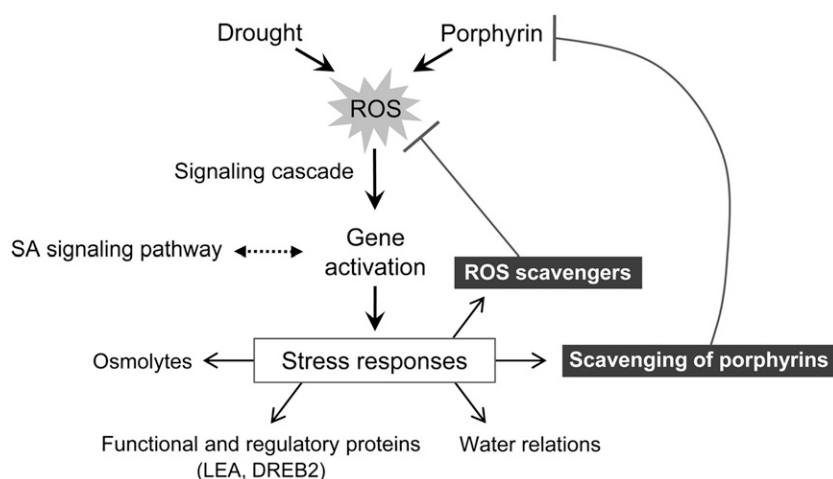 Drought
Porphyrin
ROS
Signaling cascade
SA signaling pathway
Gene
activation
ROS scavengers
Osmolytes
Stress responses
Scavenging of porphyrins
Functional and regulatory proteins
(LEA, DREB2)
Water relations